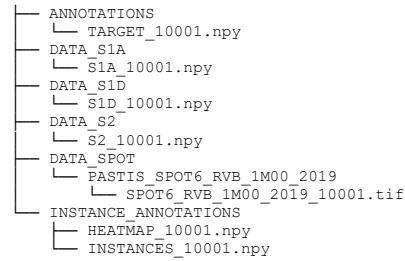 ├── ANNOTATIONS
│   └── TARGET_10001.npy
├── DATA_S1A
│   └── S1A_10001.npy
├── DATA_S1D
│   └── S1D_10001.npy
├── DATA_S2
│   └── S2_10001.npy
├── DATA_SPOT
│   └── PASTIS_SPOT6_RVB_1M00_2019
│       └── SPOT6_RVB_1M00_2019_10001.tif
└── INSTANCE_ANNOTATIONS
    ├── HEATMAP_10001.npy
    └── INSTANCES_10001.npy